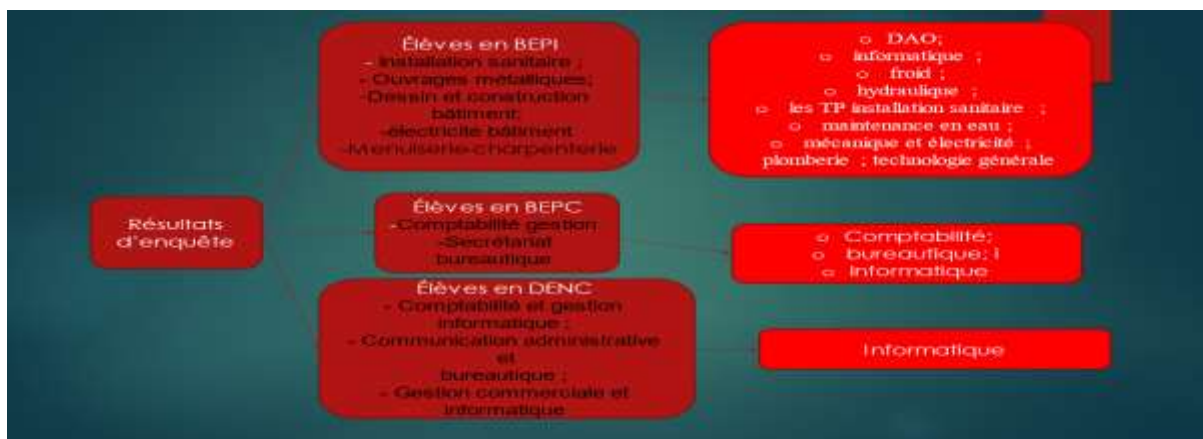 Résultats
d'enquête
Élèves en BEPI
- Installation sanitaire ;
- Ouvrages métalliques;
-Dessin et construction
bâtiment;
-électricité bâtiment
-Menuiserie-charpenterie
o DAO;
o informatique ;
o froid ;
o hydraulique ;
o les TP installation sanitaire ;
o maintenance en eau ;
o mécanique et électricité ;
plomberie ; technologie générale
Élèves en BEPC
-Comptabilité gestion
-Secrétariat
bureautique
o Comptabilité;
o bureautique; i
o Informatique
Élèves en DENC
- Comptabilité et gestion
informatique ;
- Communication administrative
et
bureautique ;
- Gestion commerciale et
informatique
Informatique